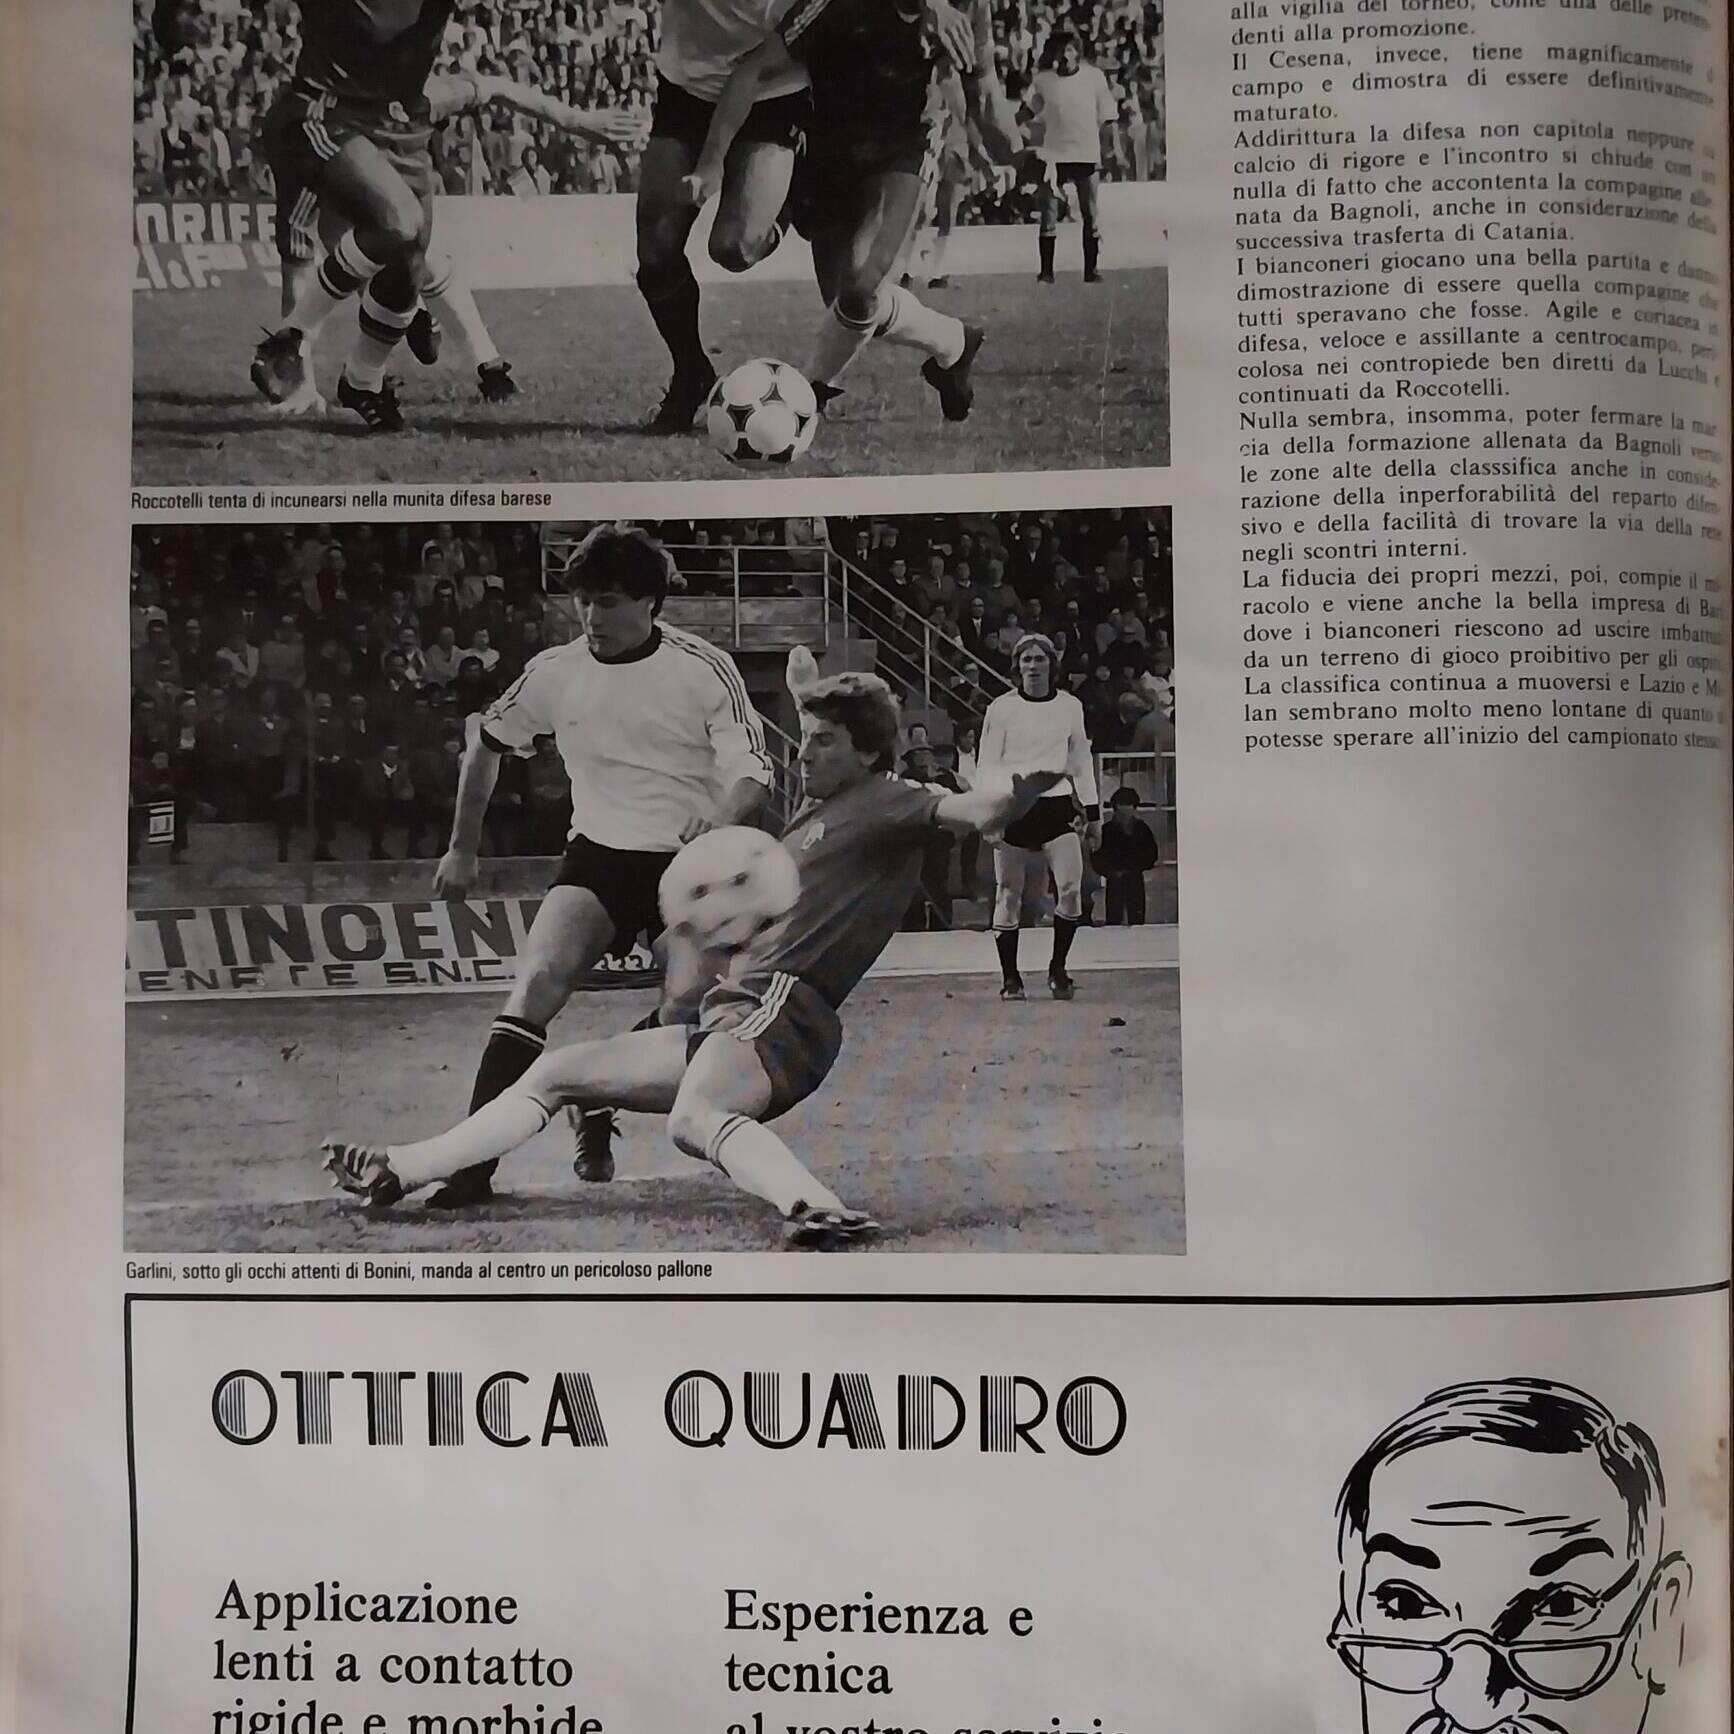 alla vigilia del torneo, come una delle preten
denti alla promozione.
Il Cesena, invece, tiene magnificamente il
campo e dimostra di essere definitivamente
maturato.
Addirittura la difesa non capitola neppure su
calcio di rigore e l'incontro si chiude con un
nulla di fatto che accontenta la compagine alle-
nata da Bagnoli, anche in considerazione della
successiva trasferta di Catania.
I bianconeri giocano una bella partita e danno
dimostrazione di essere quella compagine che
tutti speravano che fosse. Agile e coriacea in
difesa, veloce e assillante a centrocampo, peri-
colosa nei contropiede ben diretti da Lucchi e
continuati da Roccotelli.
Nulla sembra, insomma, poter fermare la mar
cia della formazione allenata da Bagnoli verso
le zone alte della classsifica anche in conside-
razione della inperforabilità del reparto difen-
sivo e della facilità di trovare la via della rete
negli scontri interni.
La fiducia dei propri mezzi, poi, compie il mi-
racolo e viene anche la bella impresa di Bari
dove i bianconeri riescono ad uscire imbattuti
da un terreno di gioco proibitivo per gli ospiti
La classifica continua a muoversi e Lazio e Mi
lan sembrano molto meno lontane di quanto si
potesse sperare all'inizio del campionato stesso
NRIFE
Roccotelli tenta di incunearsi nella munita difesa barese
TINOEN
S.N.C.
Garlini, sotto gli occhi attenti di Bonini, manda al centro un pericoloso pallone
OTTICA QUADRO
Applicazione
lenti a contatto
rigide e morbide
Esperienza e
tecnica
al vostro servizio